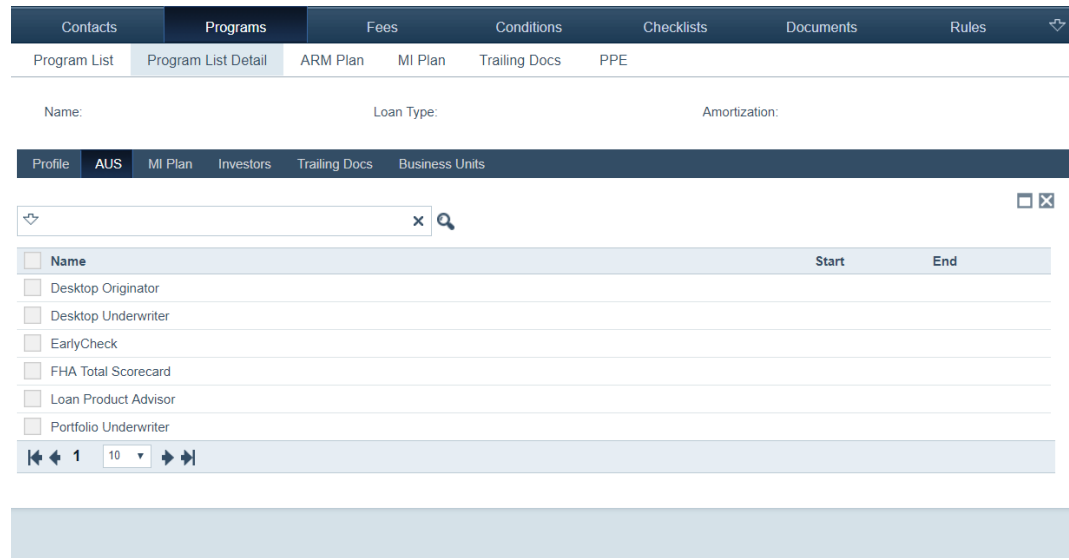 Contacts Programs Fees Conditions Checklists Documents Rules
Program List Program List Detail ARM Plan MI Plan Trailing Docs PPE
Name: Loan Type: Amortization:
Profile AUS MI Plan Investors Trailing Docs Business Units
Name Start End
Desktop Originator
Desktop Underwriter
EarlyCheck
FHA Total Scorecard
Loan Product Advisor
Portfolio Underwriter
1 10